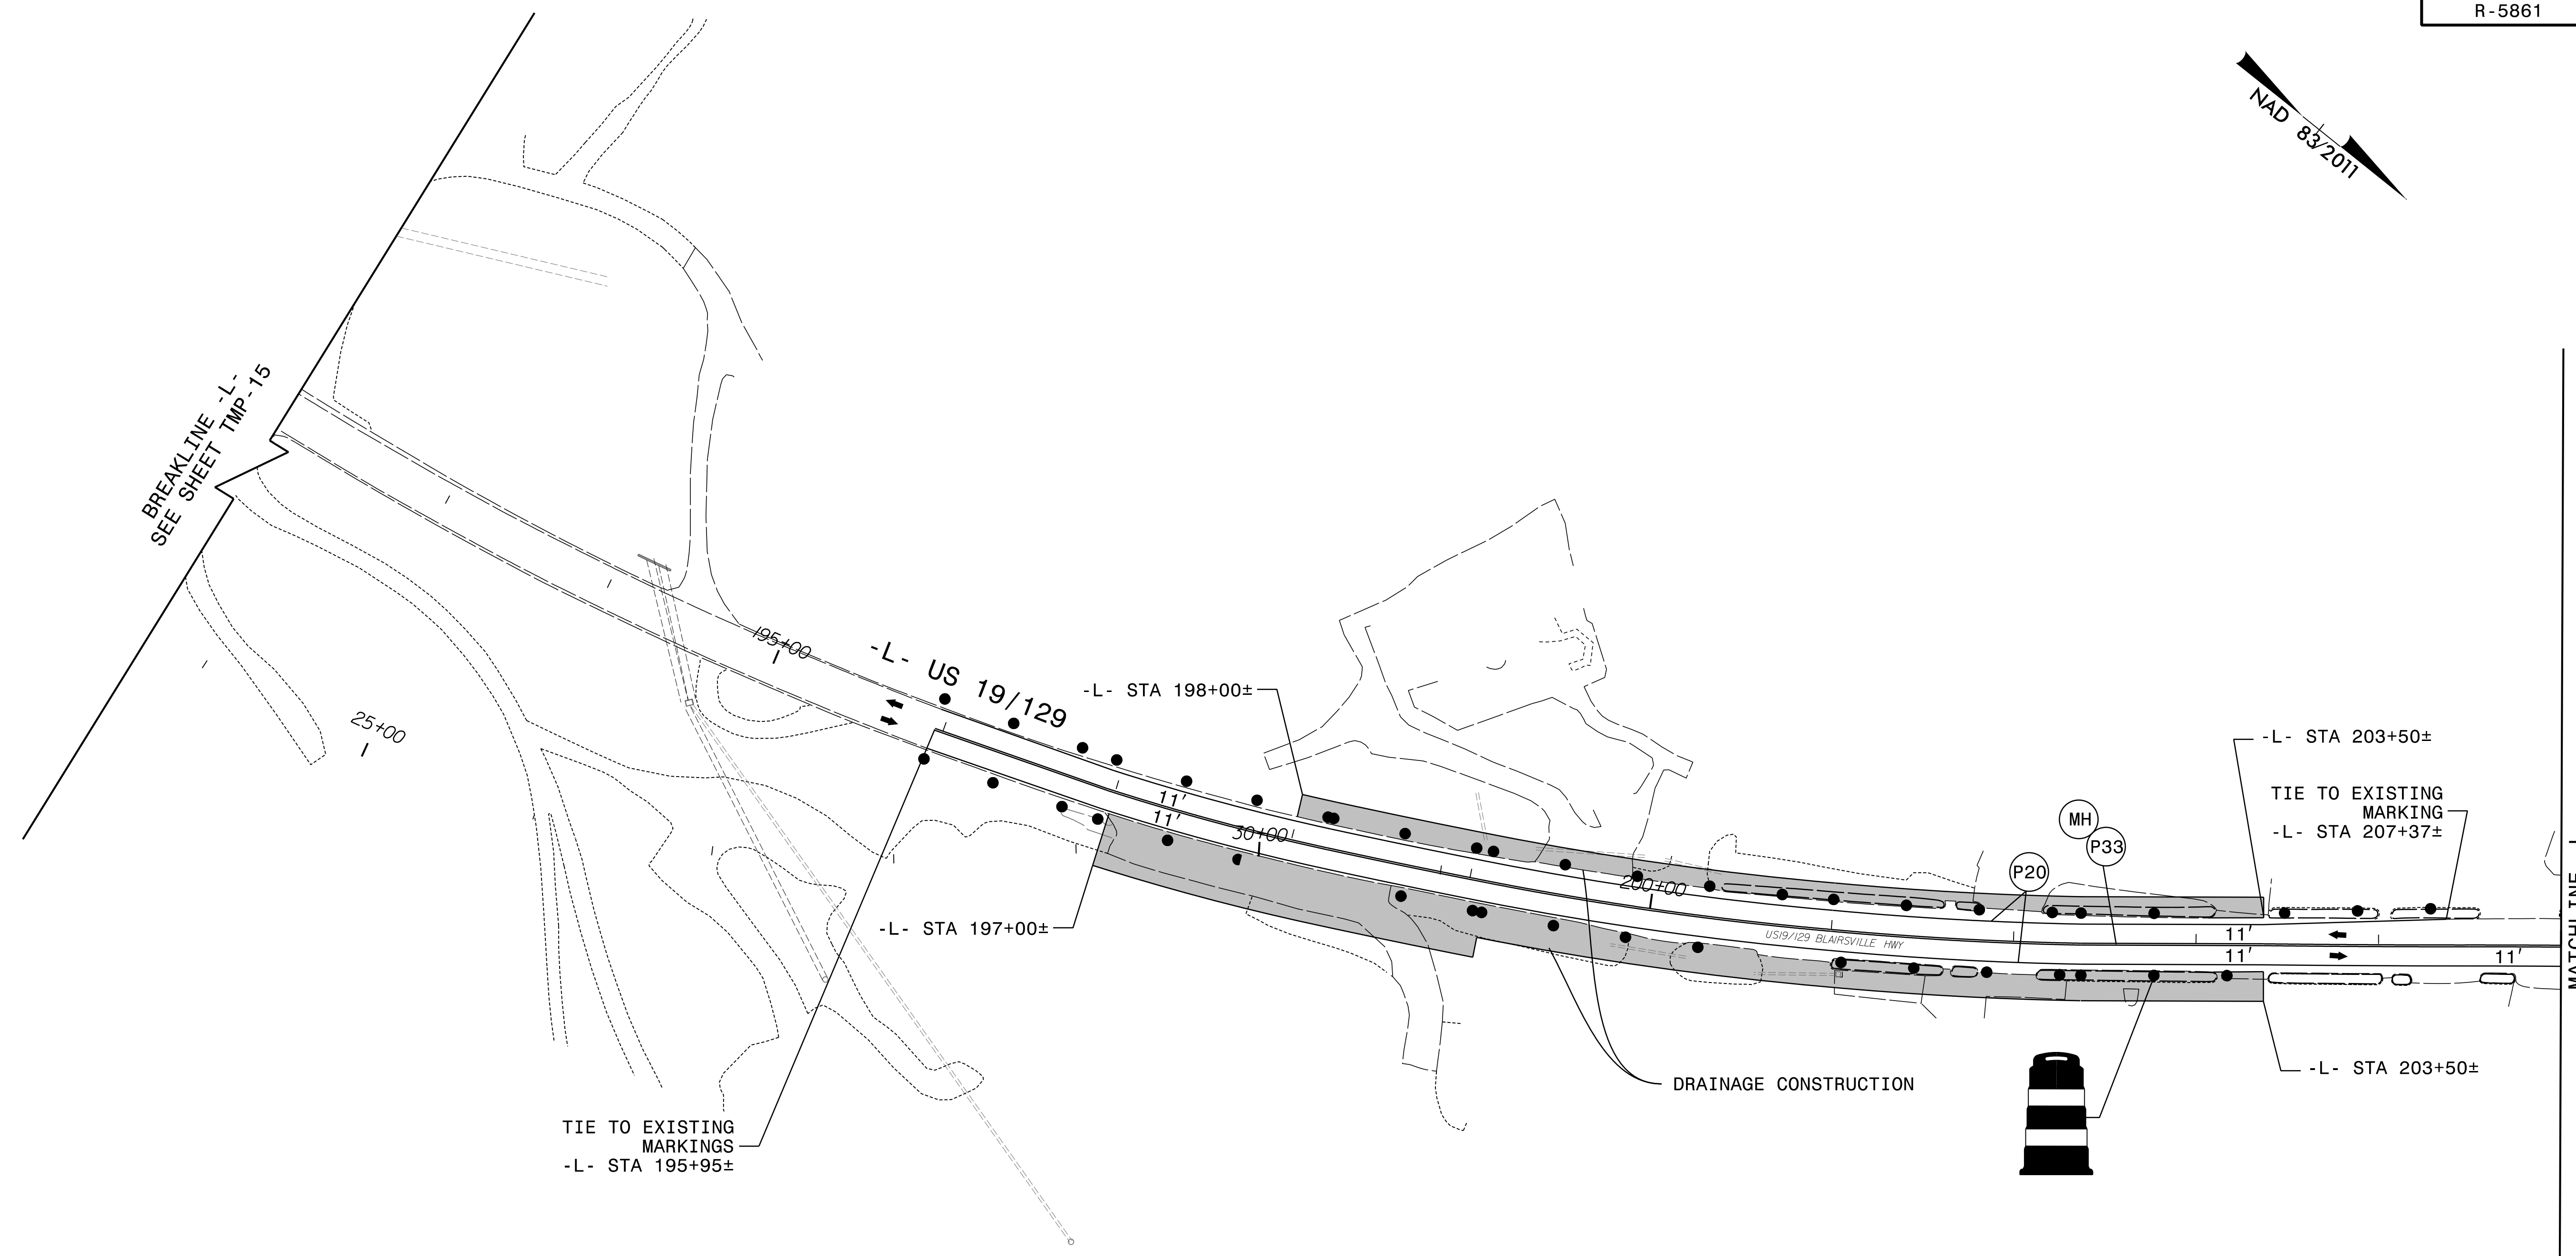 R-5861
NAD 83/2011
BREAKLINE -L-
SEE SHEET TMP-15
25+00
195+00
-L- US 19/129
-L- STA 198+00±
11'
11'
30+00
200+00
US19/129 BLAIRSVILLE HWY
-L- STA 197+00±
MH
P33
P20
-L- STA 203+50±
TIE TO EXISTING
MARKING
-L- STA 207+37±
11'
11'
11'
-L- STA 203+50±
DRAINAGE CONSTRUCTION
TIE TO EXISTING
MARKINGS
-L- STA 195+95±
MATCHLINE